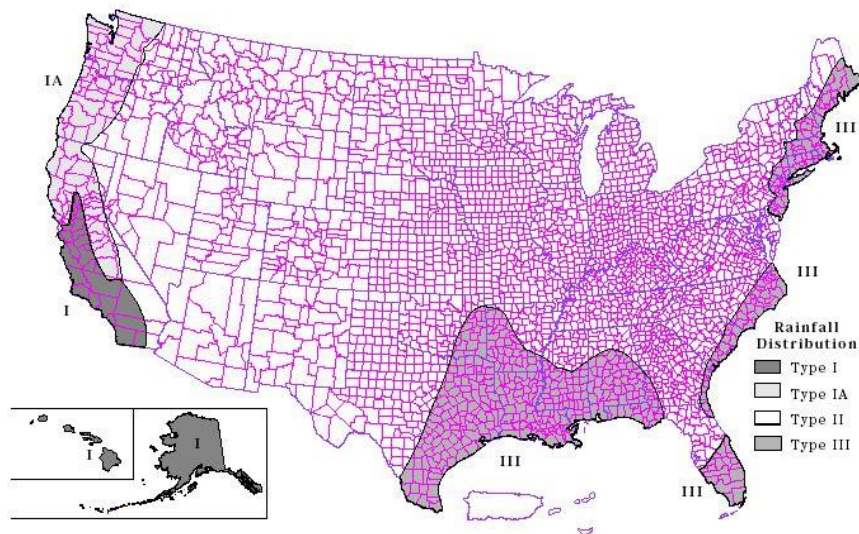 IA
III
III
I
Rainfall
Distribution
Type I
Type IA
Type II
Type III
I
I
III
III